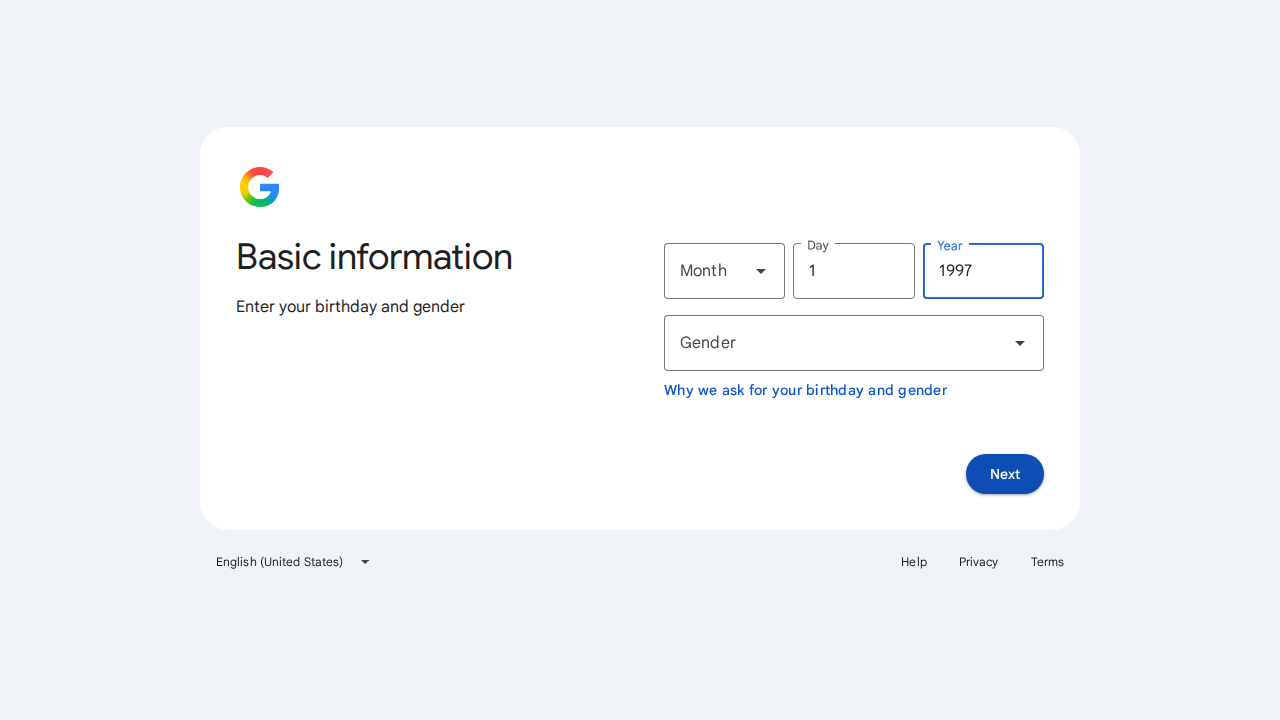 Basic information
Enter your birthday and gender
Month
Day
1
Year
1997
Gender
Why we ask for your birthday and gender
Next
English (United States)
Help
Privacy
Terms